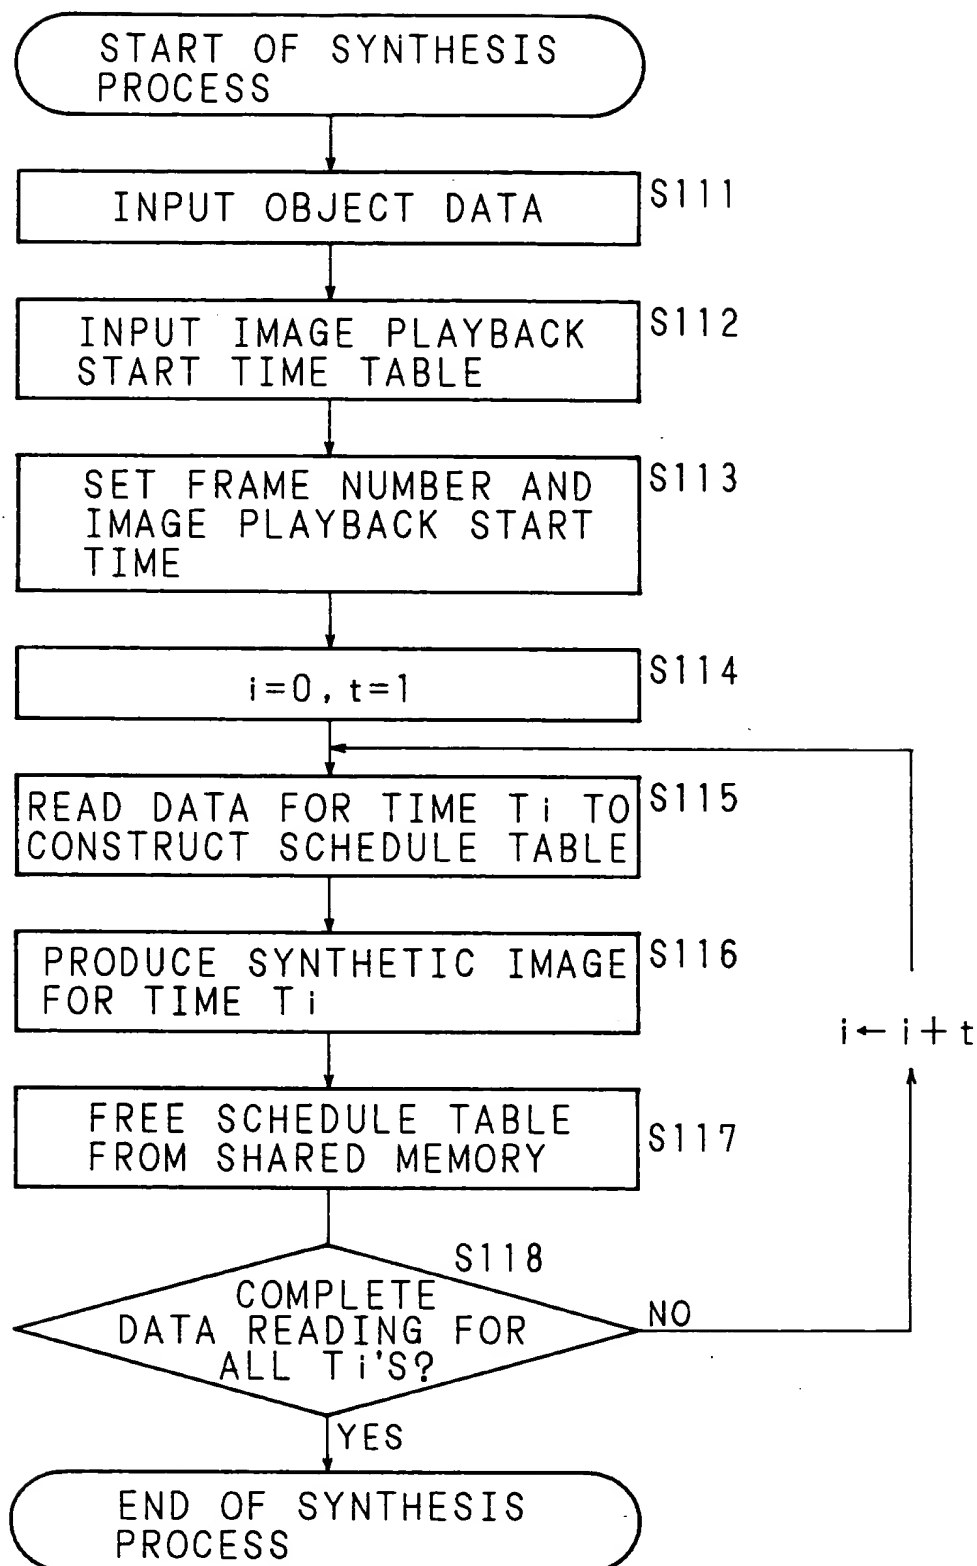 START OF SYNTHESIS
PROCESS
INPUT OBJECT DATA
S111
INPUT IMAGE PLAYBACK
START TIME TABLE
S112
SET FRAME NUMBER AND
IMAGE PLAYBACK START
TIME
S113
i=0, t=1
S114
READ DATA FOR TIME Ti TO
CONSTRUCT SCHEDULE TABLE
S115
PRODUCE SYNTHETIC IMAGE
FOR TIME Ti
S116
i← i+t
FREE SCHEDULE TABLE
FROM SHARED MEMORY
S117
S118
COMPLETE
DATA READING FOR
ALL Ti'S?
NO
YES
END OF SYNTHESIS
PROCESS